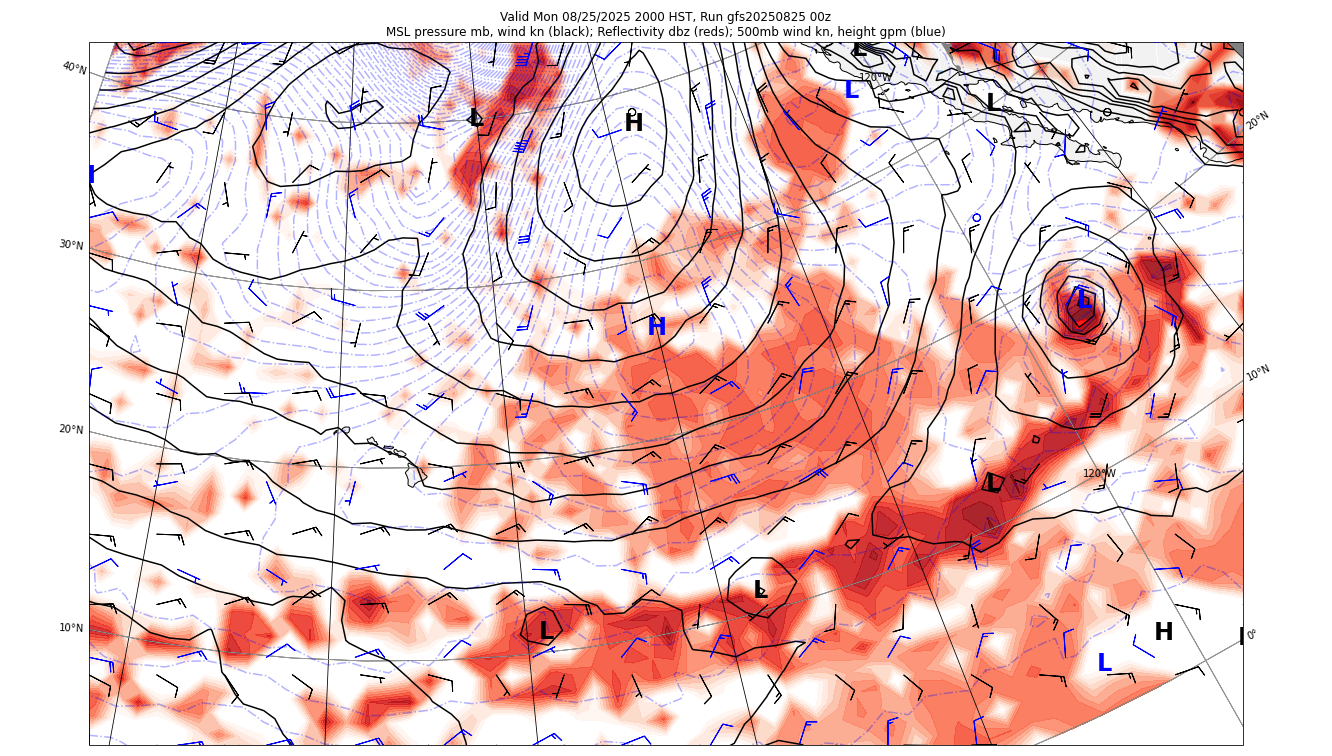 Valid Mon 08/25/2025 2000 HST, Run gfs20250825 00z
MSL pressure mb, wind kn (black); Reflectivity dbz (reds); 500mb wind kn, height gpm (blue)
L
40°N
120°W
L
L
L
H
20°N
30°N
L
H
10°N
20°N
120°W
L
L
10°N
L
H
0°
L